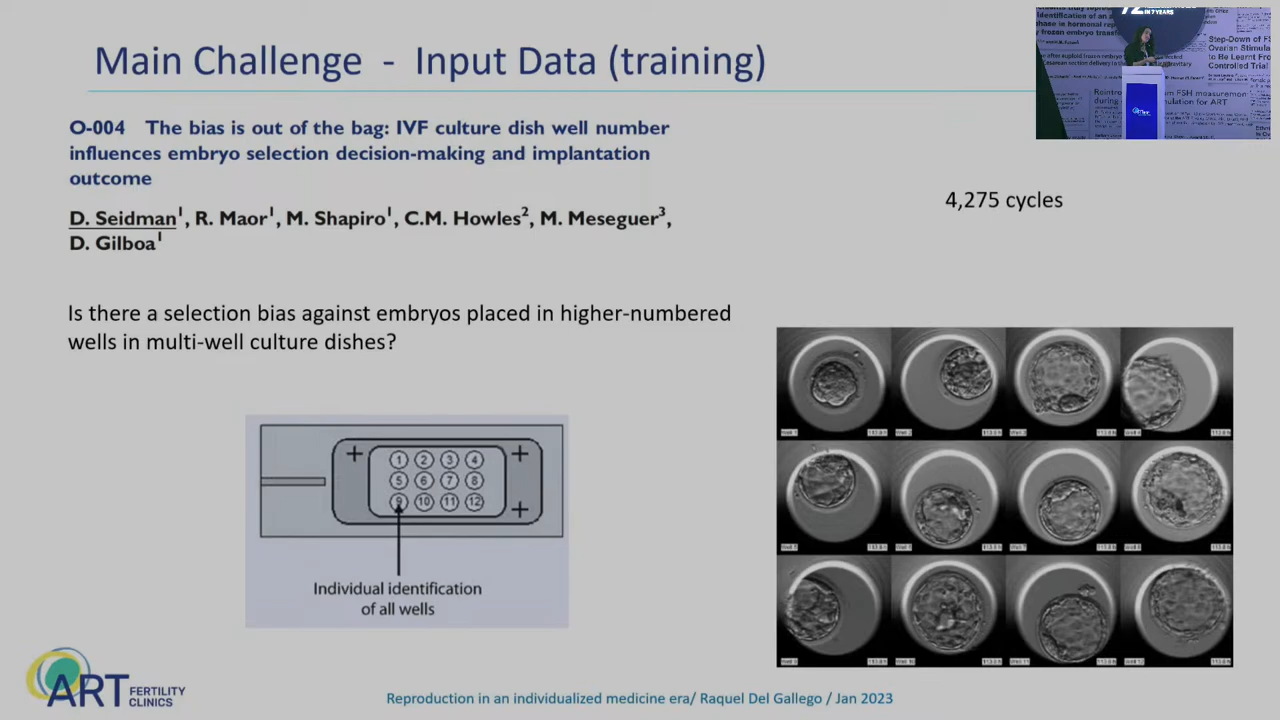 Main Challenge - Input Data (training)
72
IN 7 YEARS
O-004 The bias is out of the bag: IVF culture dish well number
influences embryo selection decision-making and implantation
outcome
D. Seidman¹, R. Maor¹, M. Shapiro¹, C.M. Howles², M. Meseguer³,
D. Gilboa¹
4,275 cycles
Is there a selection bias against embryos placed in higher-numbered
wells in multi-well culture dishes?
1 2 3 4
5 6 7 8
9 10 11 12
Individual identification
of all wells
ART FERTILITY
CLINICS
Reproduction in an individualized medicine era/ Raquel Del Gallego / Jan 2023